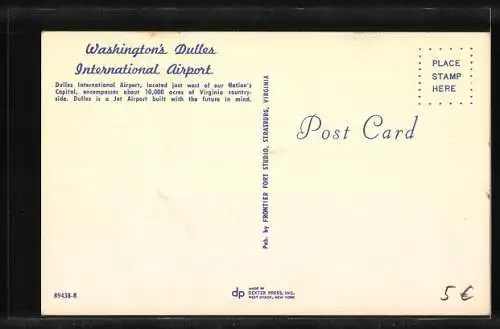 Washington's Dulles
International Airport
Dulles International Airport, located just west of our Nation's
Capital, encompasses about 10,000 acres of Virginia country-
side. Dulles is a Jet Airport built with the future in mind.
Pub. by FRONTIER FORT STUDIO, STRASBURG, VIRGINIA
PLACE
STAMP
HERE
Post Card
89438-B
dp
MADE BY
DEXTER PRESS, INC.
WEST NYACK, NEW YORK
5 €